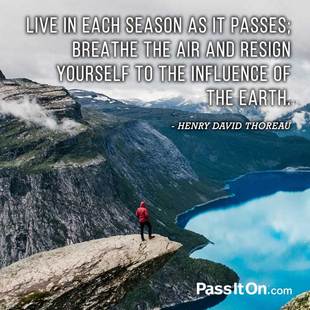 LIVE IN EACH SEASON AS IT PASSES;
BREATHE THE AIR AND RESIGN
YOURSELF TO THE INFLUENCE OF
THE EARTH.
- HENRY DAVID THOREAU
PassItOn.com